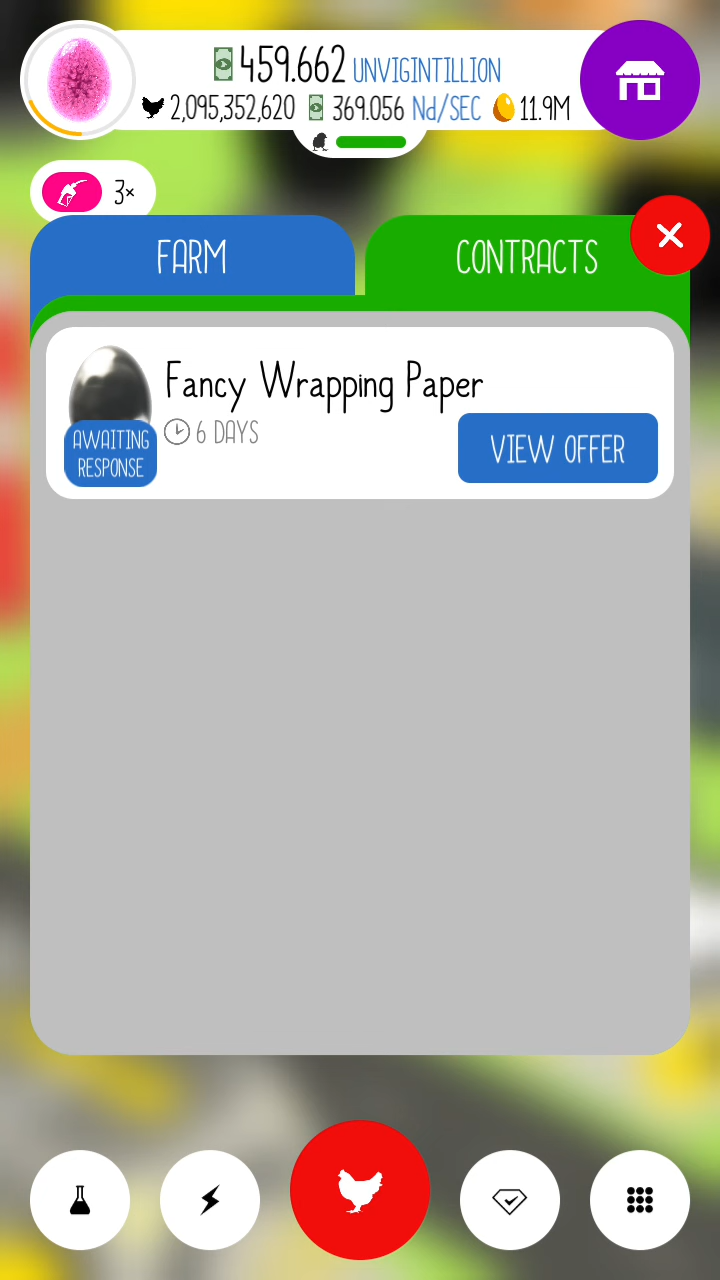 459.662 UNVIGINTILLION
2,095,352,620 369.056 Nd/SEC 11.9M
3×
FARM
CONTRACTS
Fancy Wrapping Paper
AWAITING
RESPONSE
6 DAYS
VIEW OFFER